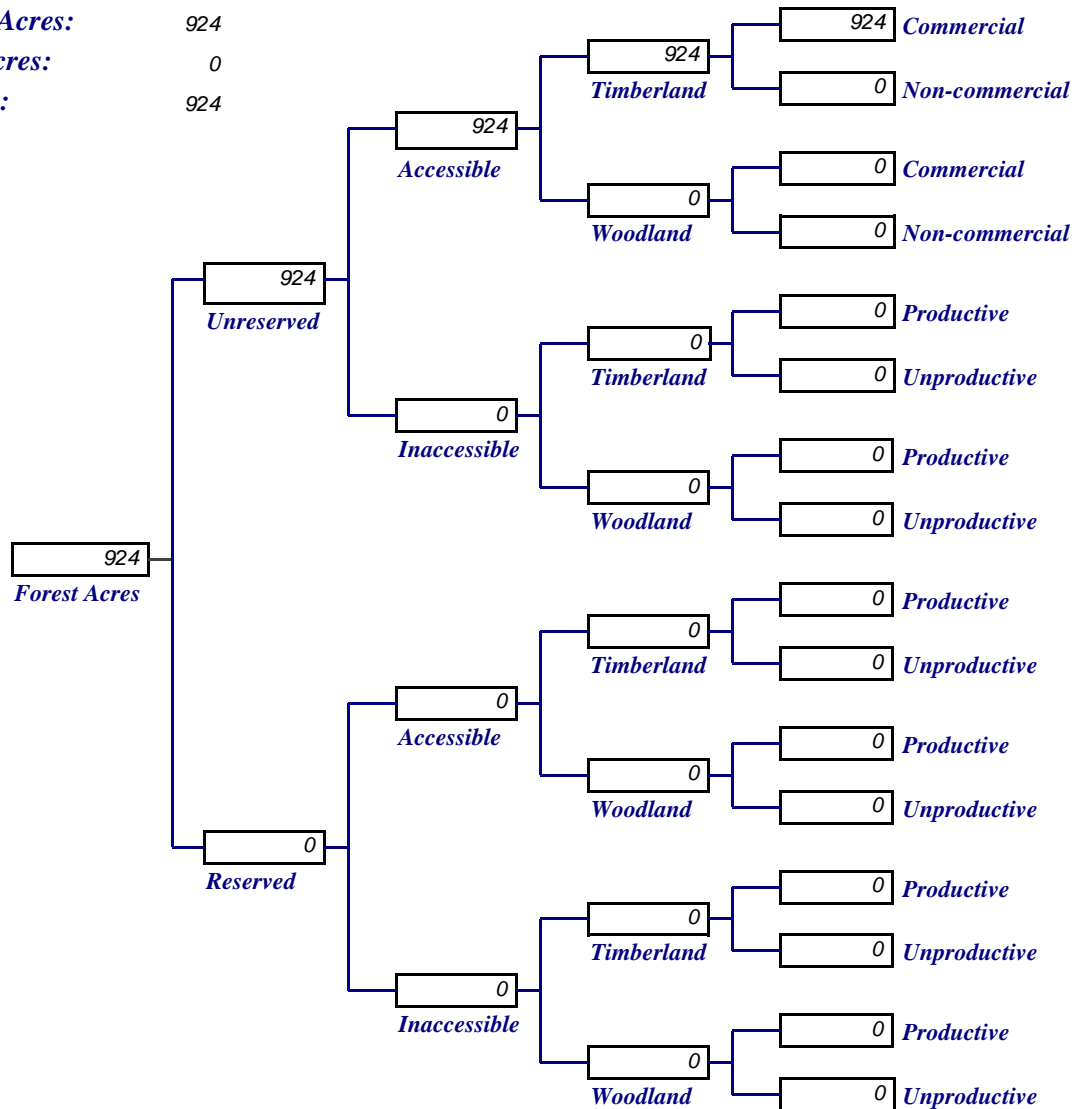 Acres: 924
924 Commercial
cres: 0
924
Timberland
0 Non-commercial
: 924
924
Accessible
0 Commercial
0
Woodland
0 Non-commercial
924
Unreserved
0 Productive
0
Timberland
0 Unproductive
0
Inaccessible
0 Productive
0
Woodland
0 Unproductive
924
Forest Acres
0 Productive
0
Timberland
0 Unproductive
0
Accessible
0 Productive
0
Woodland
0 Unproductive
0
Reserved
0 Productive
0
Timberland
0 Unproductive
0
Inaccessible
0 Productive
0
Woodland
0 Unproductive